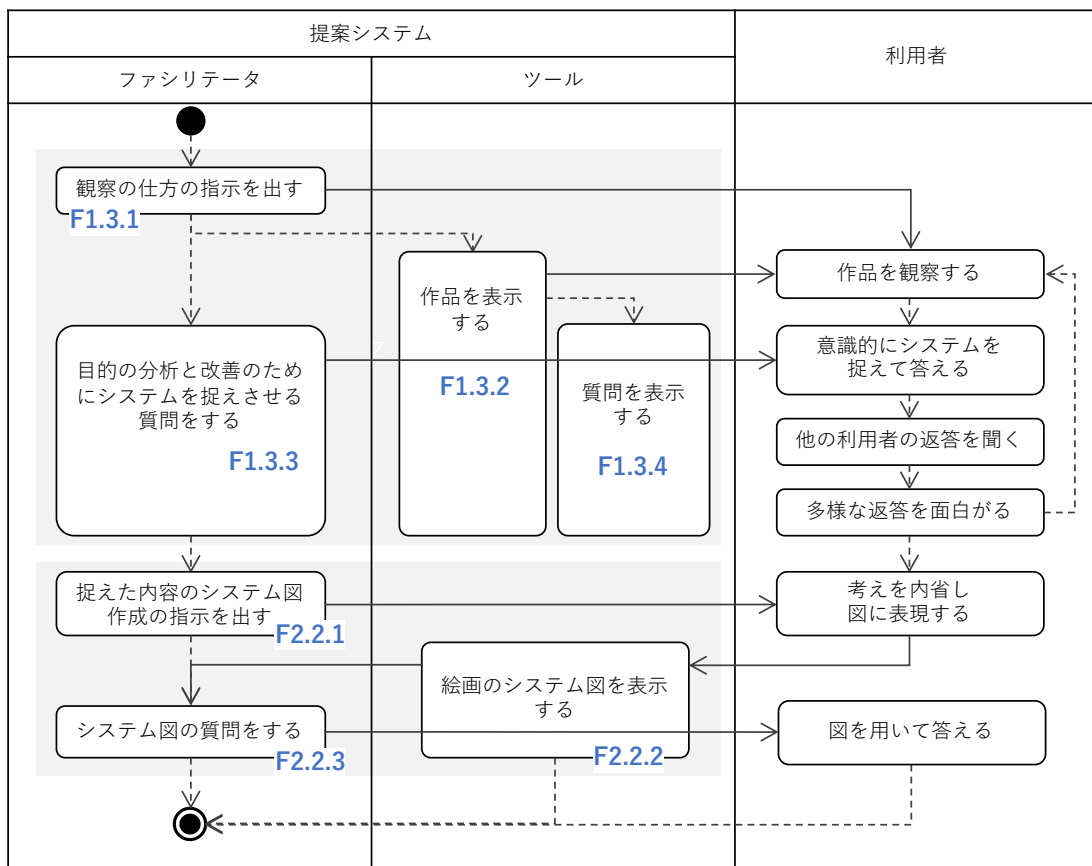 提案システム
利用者
ファシリテータ
ツール
観察の仕方の指示を出す
F1.3.1
作品を表示
する
F1.3.2
作品を観察する
目的の分析と改善のため
にシステムを捉えさせる
質問をする
F1.3.3
質問を表示
する
F1.3.4
意識的にシステムを
捉えて答える
他の利用者の返答を聞く
多様な返答を面白がる
捉えた内容のシステム図
作成の指示を出す
F2.2.1
考えを内省し
図に表現する
絵画のシステム図を表示
する
F2.2.2
システム図の質問をする
F2.2.3
図を用いて答える